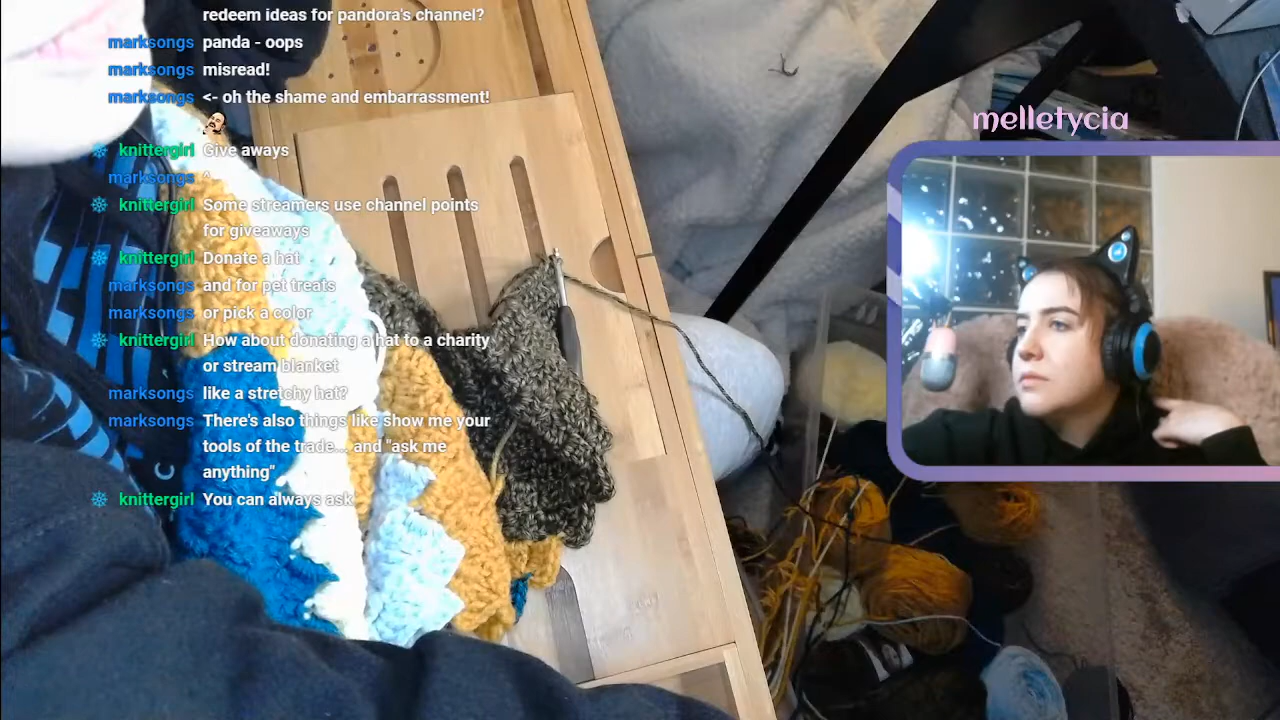 redeem ideas for pandora's channel?
marksongs panda - oops
marksongs misread!
marksongs <- oh the shame and embarrassment!
knittergirl Give aways
marksongs ^
knittergirl Some streamers use channel points
for giveaways
knittergirl Donate a hat
marksongs and for pet treats
marksongs or pick a color
knittergirl How about donating a hat to a charity
or stream blanket
marksongs like a stretchy hat?
marksongs There's also things like show me your
tools of the trade... and "ask me
anything"
knittergirl You can always ask
melletycia